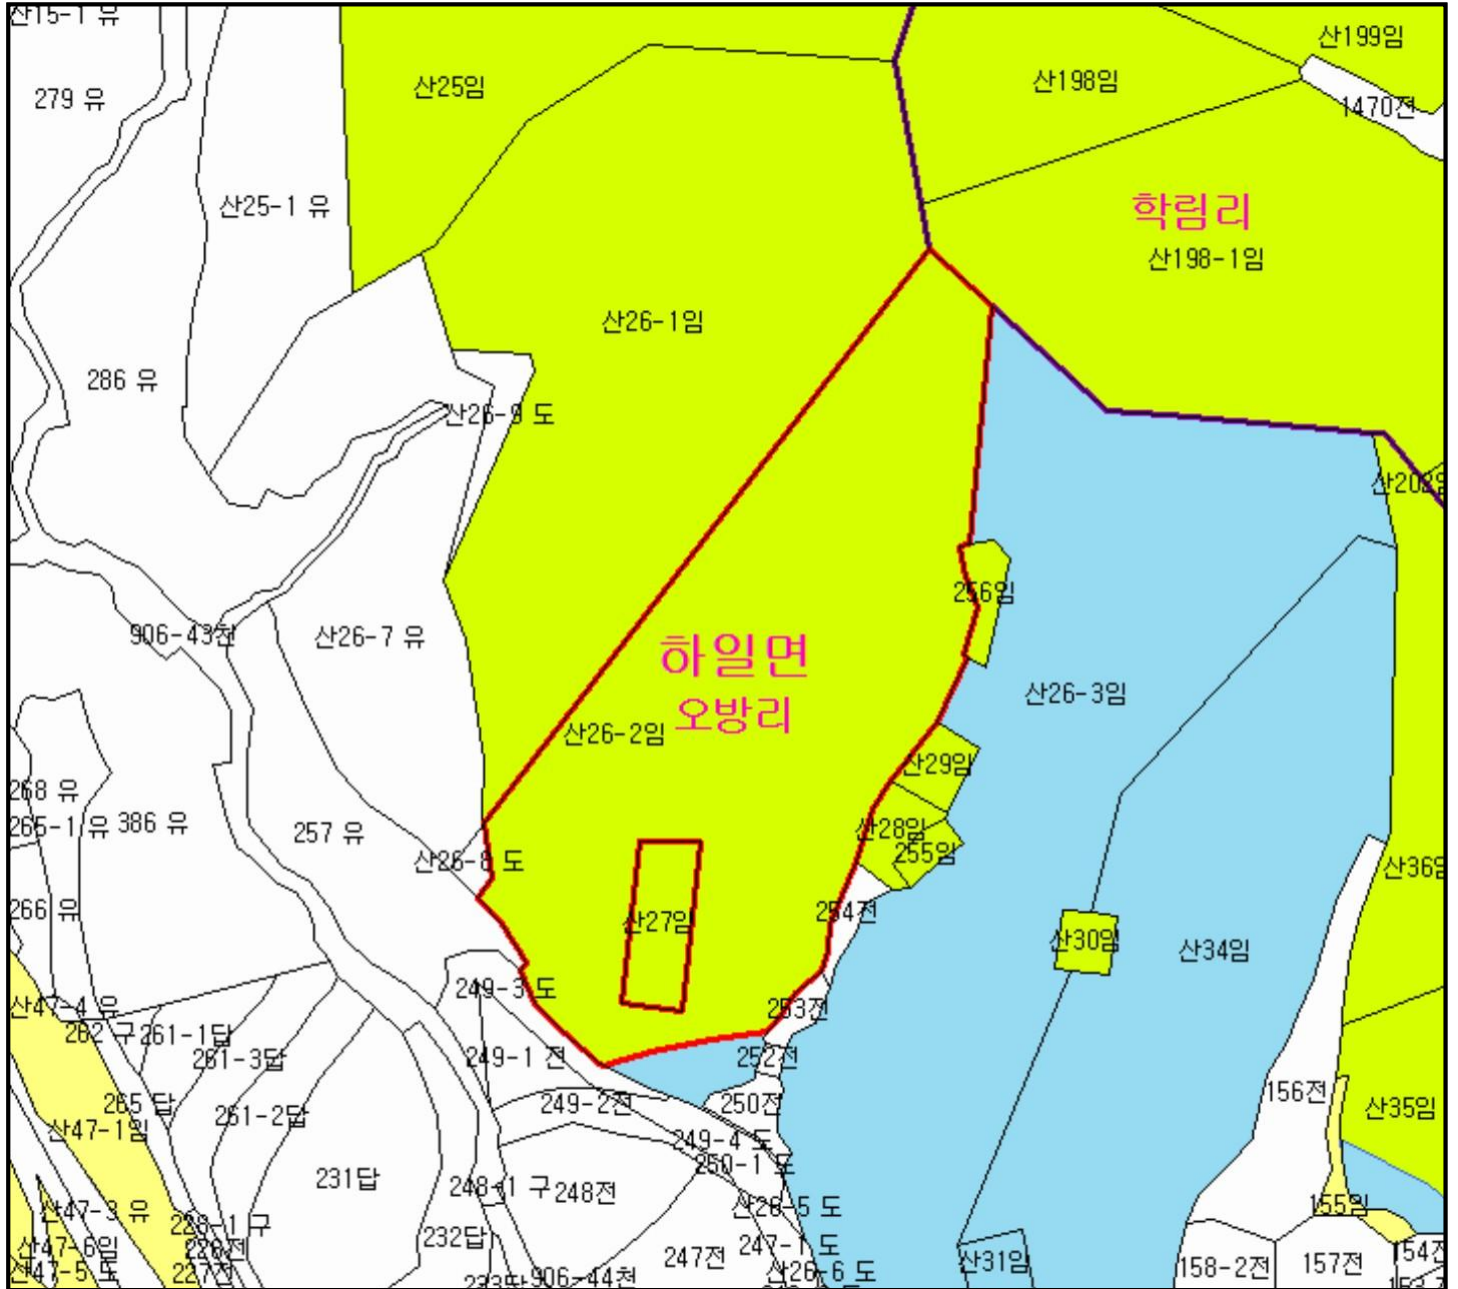 산15-1 유
산199임
산25임
산198임
279 유
1470전
산25-1 유
학림리
산198-1임
산26-1임
286 유
산26-9 도
산202임
256임
906-43천
산26-7 유
하일면
오방리
산26-3임
산26-2임
산29임
268 유
265-1 유
386 유
257 유
산28임
255임
산26-8 도
산36임
266 유
254전
산27임
산30임
산34임
249-3 도
산47-4 유
253전
262 구
261-1답
261-3답
249-1 전
252전
265 답
261-2답
249-2전
250전
156전
산35임
산47-1임
249-4 도
250-1 도
231답
248-1 구
248전
산47-3 유
228-1 구
산26-5 도
155임
232답
247-1 도
산47-6임
228전
247전
산31임
158-2전
157전
154전
산47-5 도
227전
233답
906-44천
산26-6 도